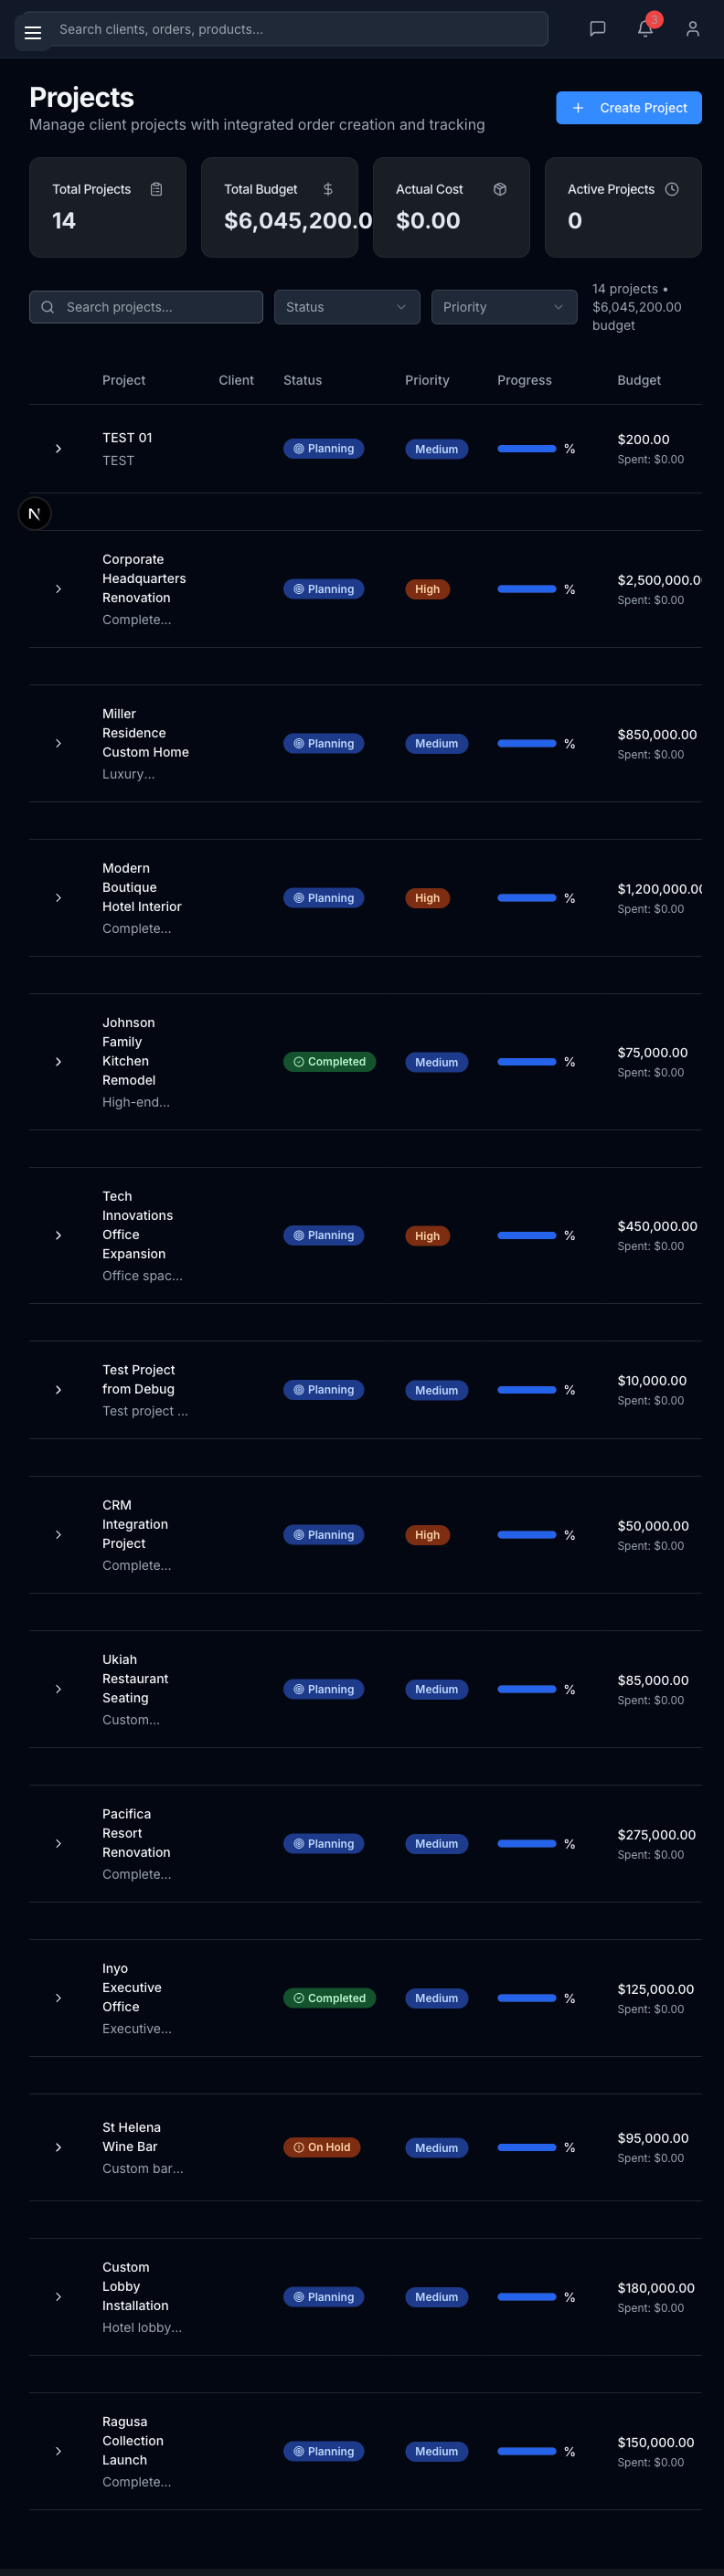 Search clients, orders, products...
3
Projects
Manage client projects with integrated order creation and tracking
Create Project
Total Projects
14
Total Budget
$6,045,200.0
Actual Cost
$0.00
Active Projects
0
Search projects...
Status
Priority
14 projects •
$6,045,200.00
budget
Project Client Status Priority Progress Budget
TEST 01
TEST
Planning
Medium
%
$200.00
Spent: $0.00
N
Corporate
Headquarters
Renovation
Complete...
Planning
High
%
$2,500,000.0
Spent: $0.00
Miller
Residence
Custom Home
Luxury...
Planning
Medium
%
$850,000.00
Spent: $0.00
Modern
Boutique
Hotel Interior
Complete...
Planning
High
%
$1,200,000.00
Spent: $0.00
Johnson
Family
Kitchen
Remodel
High-end...
Completed
Medium
%
$75,000.00
Spent: $0.00
Tech
Innovations
Office
Expansion
Office spac...
Planning
High
%
$450,000.00
Spent: $0.00
Test Project
from Debug
Test project ...
Planning
Medium
%
$10,000.00
Spent: $0.00
CRM
Integration
Project
Complete...
Planning
High
%
$50,000.00
Spent: $0.00
Ukiah
Restaurant
Seating
Custom...
Planning
Medium
%
$85,000.00
Spent: $0.00
Pacifica
Resort
Renovation
Complete...
Planning
Medium
%
$275,000.00
Spent: $0.00
Inyo
Executive
Office
Executive...
Completed
Medium
%
$125,000.00
Spent: $0.00
St Helena
Wine Bar
Custom bar...
On Hold
Medium
%
$95,000.00
Spent: $0.00
Custom
Lobby
Installation
Hotel lobby...
Planning
Medium
%
$180,000.00
Spent: $0.00
Ragusa
Collection
Launch
Complete...
Planning
Medium
%
$150,000.00
Spent: $0.00